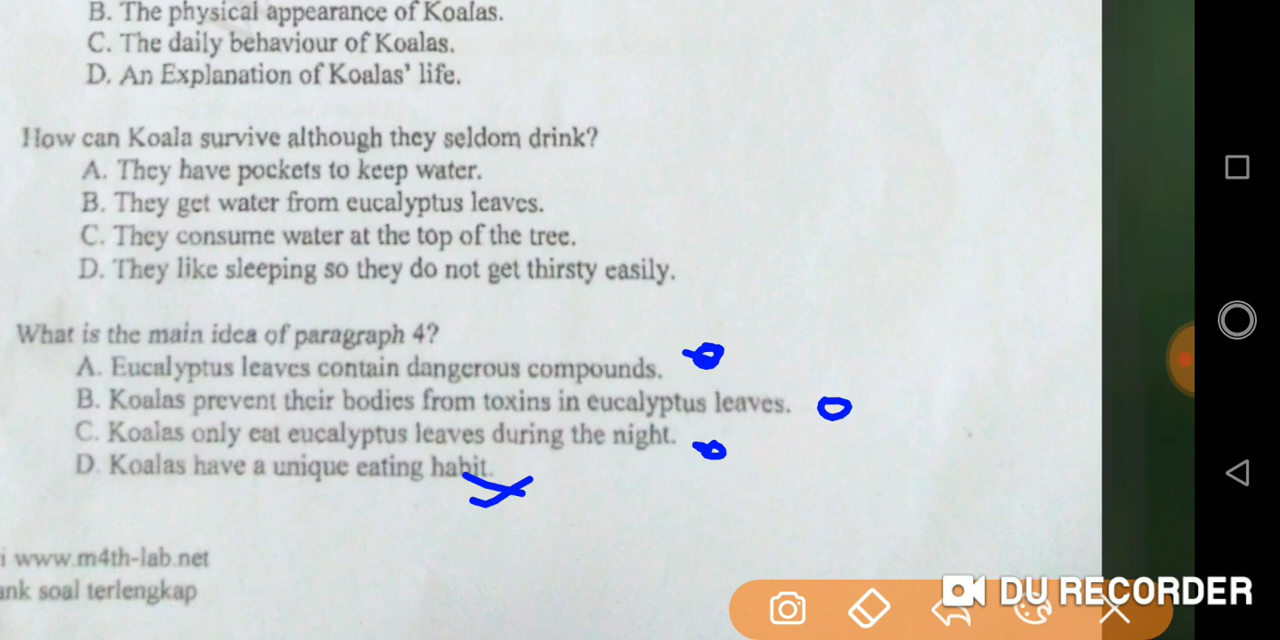 B. The physical appearance of Koalas.
C. The daily behaviour of Koalas.
D. An Explanation of Koalas' life.
How can Koala survive although they seldom drink?
A. They have pockets to keep water.
B. They get water from eucalyptus leaves.
C. They consume water at the top of the tree.
D. They like sleeping so they do not get thirsty easily.
What is the main idea of paragraph 4?
A. Eucalyptus leaves contain dangerous compounds.
B. Koalas prevent their bodies from toxins in eucalyptus leaves.
C. Koalas only eat eucalyptus leaves during the night.
D. Koalas have a unique eating habit.
i www.m4th-lab.net
ank soal terlengkap
DU RECORDER